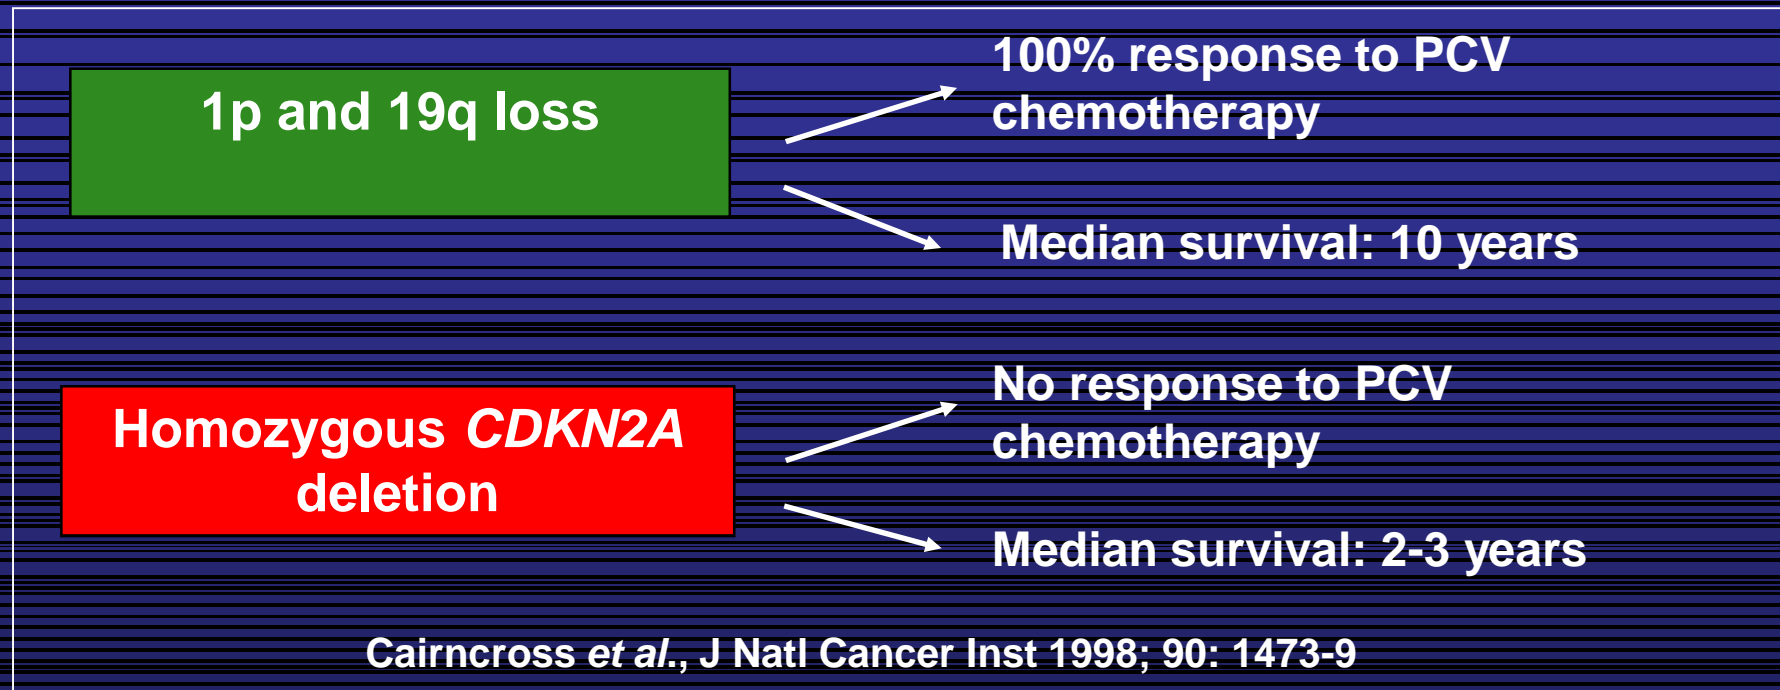 1p and 19q loss
100% response to PCV
chemotherapy
Median survival: 10 years
Homozygous CDKN2A
deletion
No response to PCV
chemotherapy
Median survival: 2-3 years
Cairncross et al., J Natl Cancer Inst 1998; 90: 1473-9